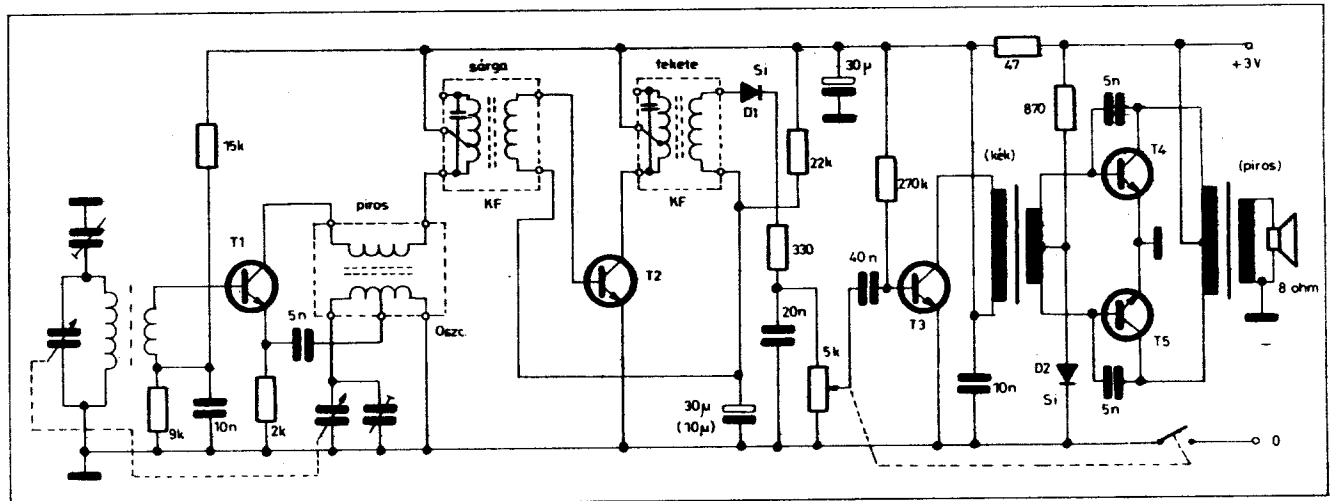 sárga
KF
tekete
KF
Si
D1
30µ
47
+3V
15k
22k
270k
870
5n
T4
(kék)
(piros)
piros
T1
T2
330
40n
T3
8 ohm
T5
5n
Oszc.
20n
5k
D2
Si
5n
10n
9k
10n
2k
30µ
(10µ)
0